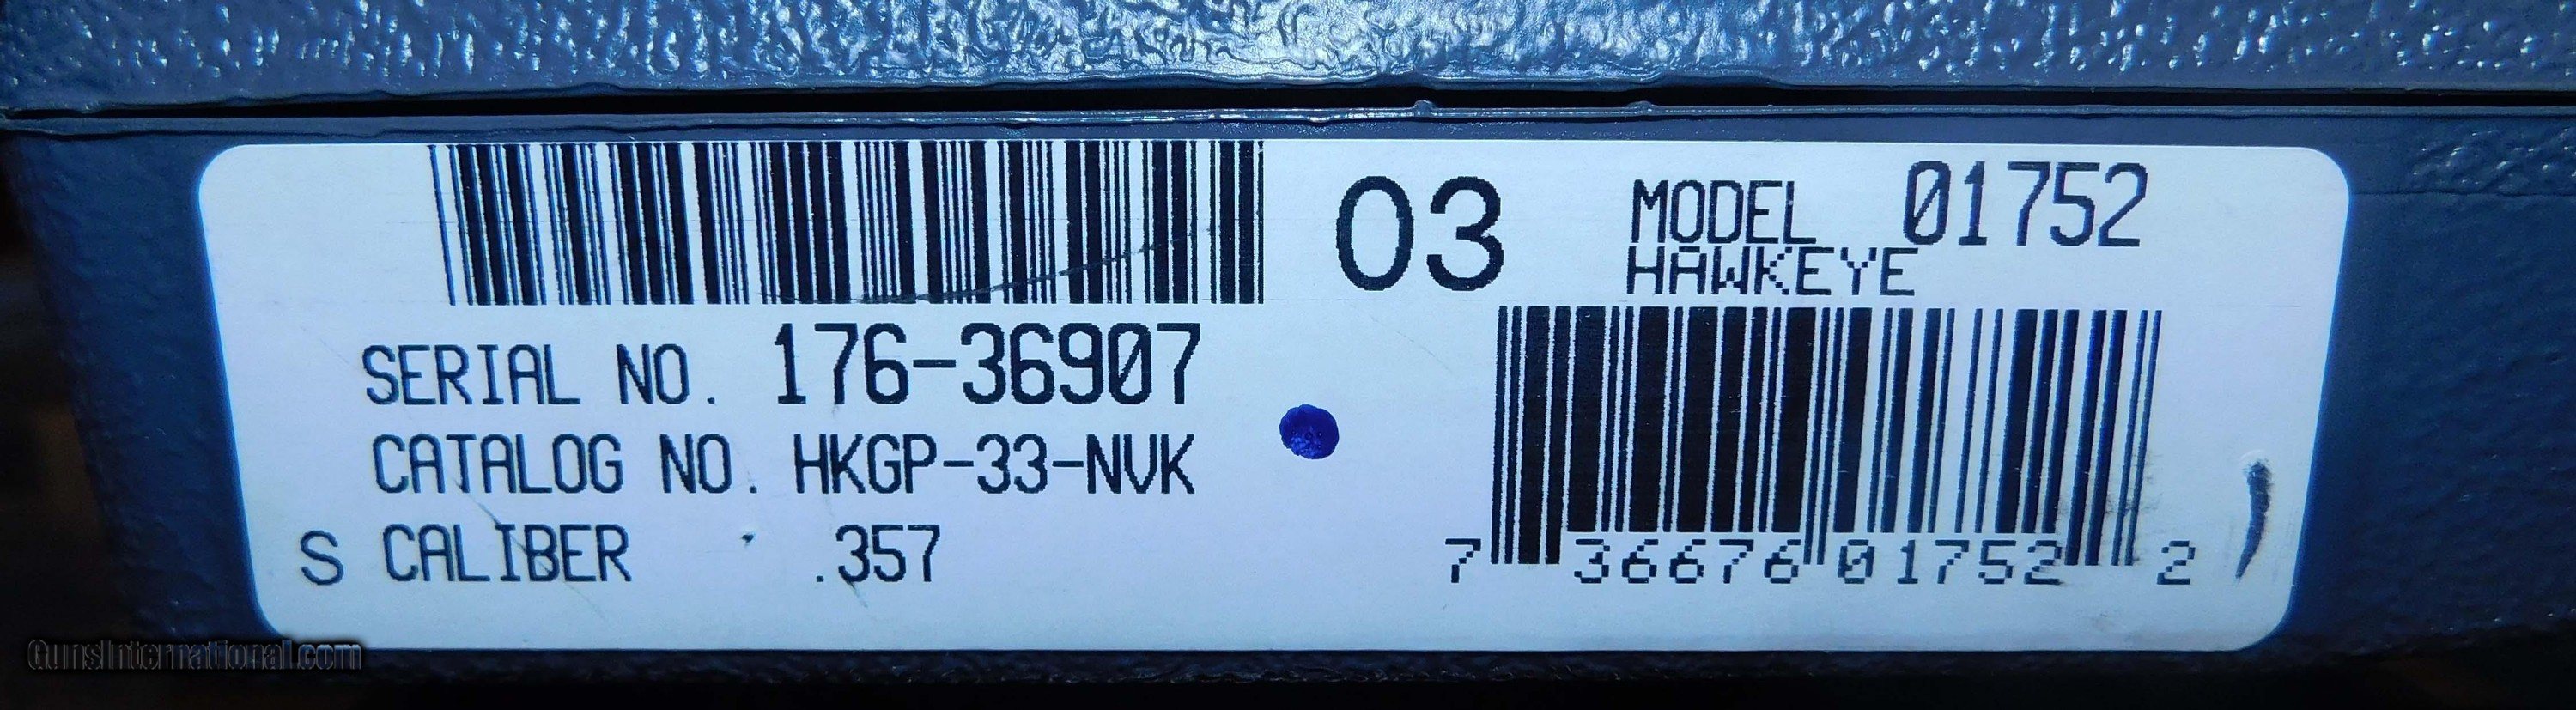 03
MODEL 01752
HAWKEYE
SERIAL NO. 176-36907
CATALOG NO. HKGP-33-NVK
S CALIBER .357
7 36676 01752 2
GunsInternational.com